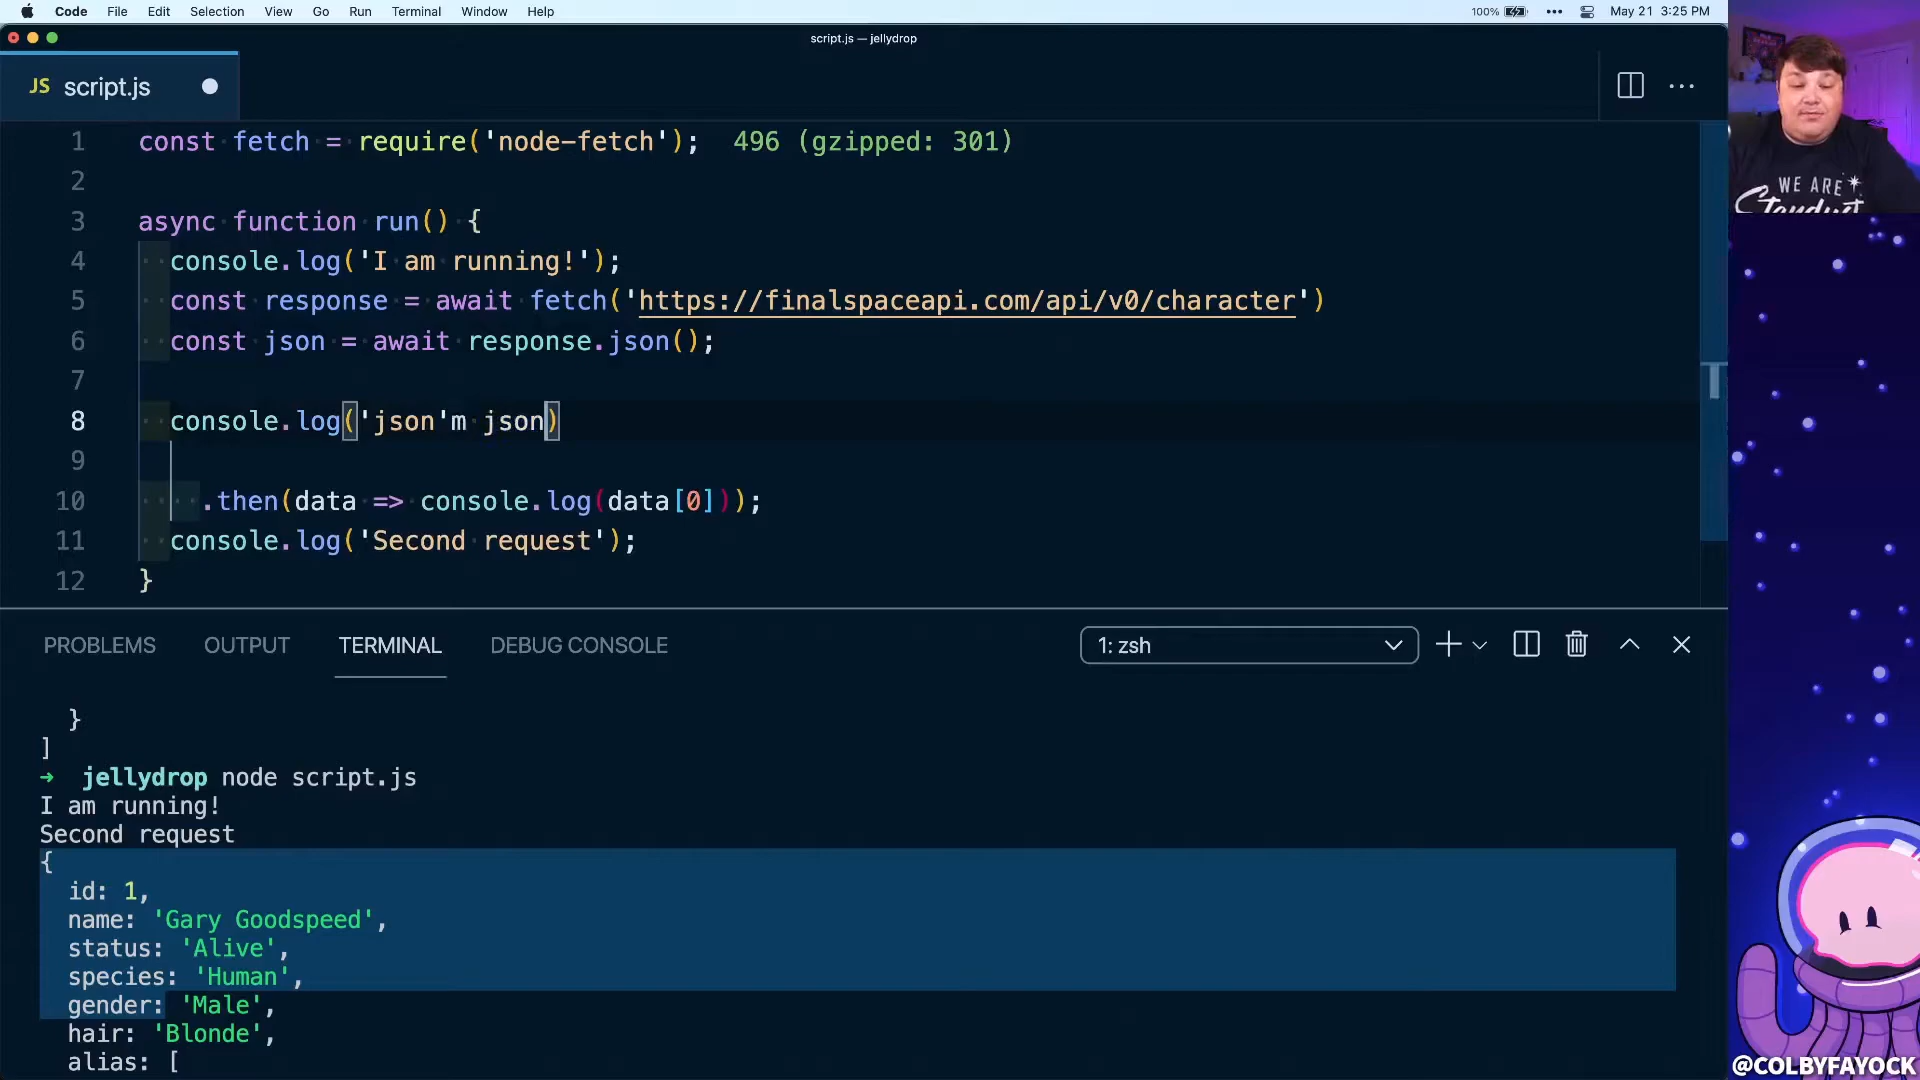 Code File Edit Selection View Go Run Terminal Window Help 100% May 21 3:25 PM
script.js — jellydrop
JS script.js
1 const fetch = require('node-fetch'); 496 (gzipped: 301)
2
3 async function run() {
4 console.log('I am running!');
5 const response = await fetch('https://finalspaceapi.com/api/v0/character')
6 const json = await response.json();
7
8 console.log('json'm json)
9
10 .then(data => console.log(data[0]));
11 console.log('Second request');
12 }
PROBLEMS OUTPUT TERMINAL DEBUG CONSOLE 1: zsh
}
]
➜ jellydrop node script.js
I am running!
Second request
{
id: 1,
name: 'Gary Goodspeed',
status: 'Alive',
species: 'Human',
gender: 'Male',
hair: 'Blonde',
alias: [
WE ARE
@COLBYFAYOCK